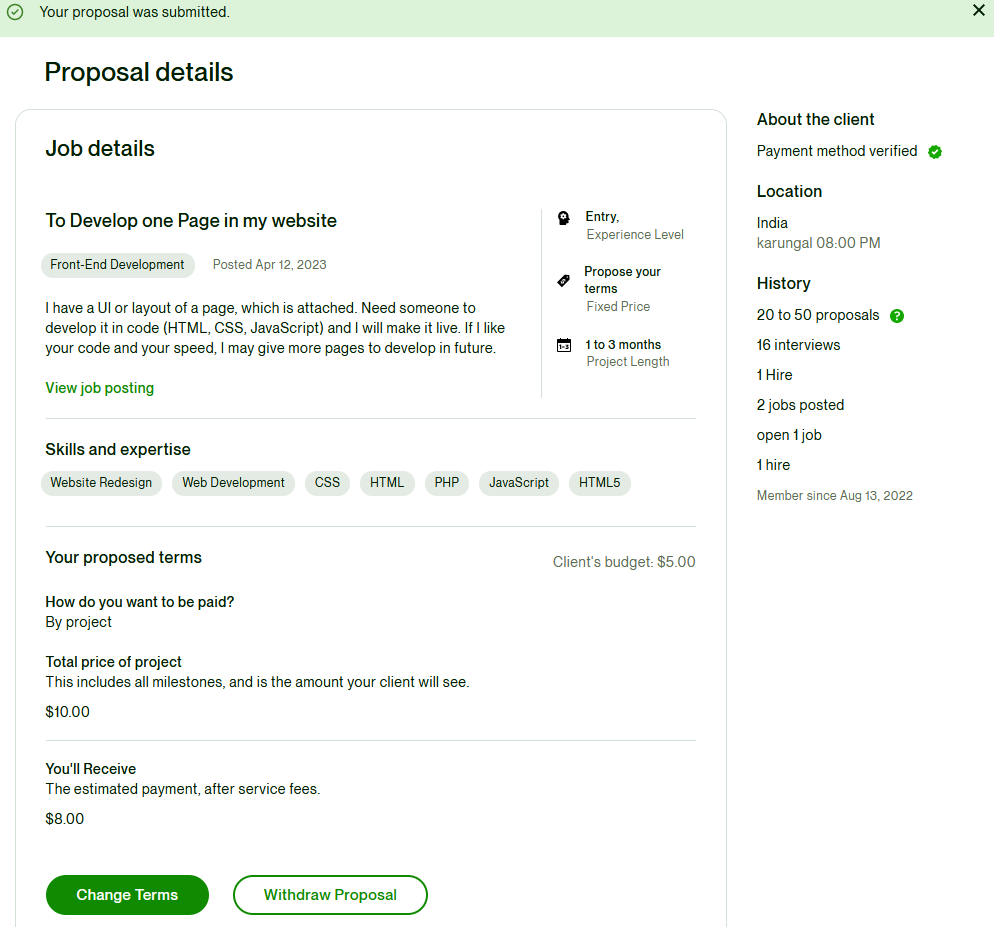 Your proposal was submitted.
Proposal details
Job details
To Develop one Page in my website
Front-End Development Posted Apr 12, 2023
I have a UI or layout of a page, which is attached. Need someone to
develop it in code (HTML, CSS, JavaScript) and I will make it live. If I like
your code and your speed, I may give more pages to develop in future.
View job posting
Entry,
Experience Level
Propose your
terms
Fixed Price
1-3
1 to 3 months
Project Length
Skills and expertise
Website Redesign Web Development CSS HTML PHP JavaScript HTML5
Your proposed terms
Client's budget: $5.00
How do you want to be paid?
By project
Total price of project
This includes all milestones, and is the amount your client will see.
$10.00
You'll Receive
The estimated payment, after service fees.
$8.00
Change Terms Withdraw Proposal
About the client
Payment method verified
Location
India
karungal 08:00 PM
History
20 to 50 proposals ?
16 interviews
1 Hire
2 jobs posted
open 1 job
1 hire
Member since Aug 13, 2022